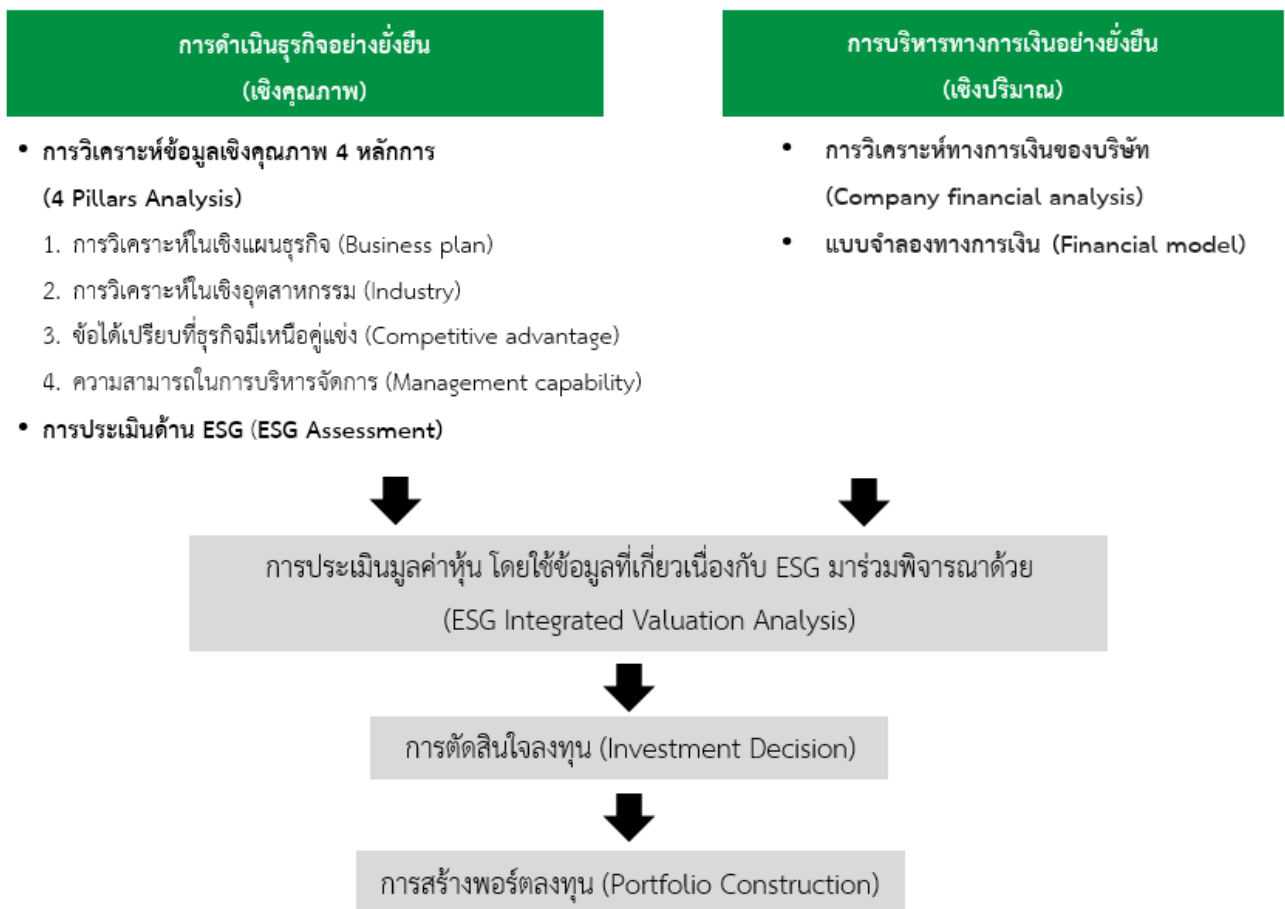 การดำเนินธุรกิจอย่างยั่งยืน
(เชิงคุณภาพ)
• การวิเคราะห์ข้อมูลเชิงคุณภาพ 4 หลักการ
(4 Pillars Analysis)
1. การวิเคราะห์ในเชิงแผนธุรกิจ (Business plan)
2. การวิเคราะห์ในเชิงอุตสาหกรรม (Industry)
3. ข้อได้เปรียบที่ธุรกิจมีเหนือคู่แข่ง (Competitive advantage)
4. ความสามารถในการบริหารจัดการ (Management capability)
• การประเมินด้าน ESG (ESG Assessment)
การบริหารทางการเงินอย่างยั่งยืน
(เชิงปริมาณ)
• การวิเคราะห์ทางการเงินของบริษัท
(Company financial analysis)
• แบบจำลองทางการเงิน (Financial model)
การประเมินมูลค่าหุ้น โดยใช้ข้อมูลที่เกี่ยวเนื่องกับ ESG มาร่วมพิจารณาด้วย
(ESG Integrated Valuation Analysis)
การตัดสินใจลงทุน (Investment Decision)
การสร้างพอร์ตลงทุน (Portfolio Construction)